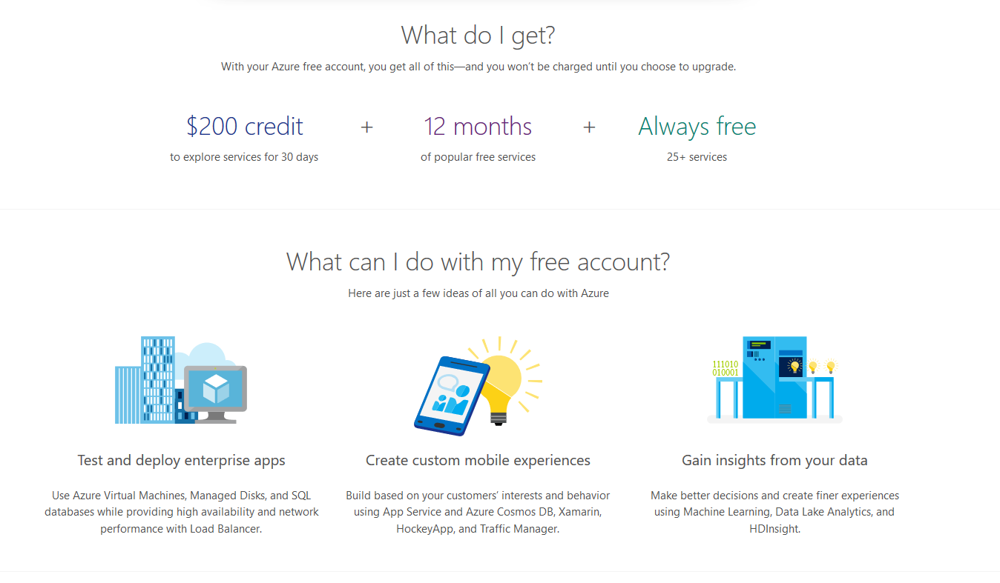 What do I get?
With your Azure free account, you get all of this—and you won't be charged until you choose to upgrade.
$200 credit + 12 months + Always free
to explore services for 30 days of popular free services 25+ services
What can I do with my free account?
Here are just a few ideas of all you can do with Azure
111010
010001
Test and deploy enterprise apps
Use Azure Virtual Machines, Managed Disks, and SQL
databases while providing high availability and network
performance with Load Balancer.
Create custom mobile experiences
Build based on your customers' interests and behavior
using App Service and Azure Cosmos DB, Xamarin,
HockeyApp, and Traffic Manager.
Gain insights from your data
Make better decisions and create finer experiences
using Machine Learning, Data Lake Analytics, and
HDInsight.